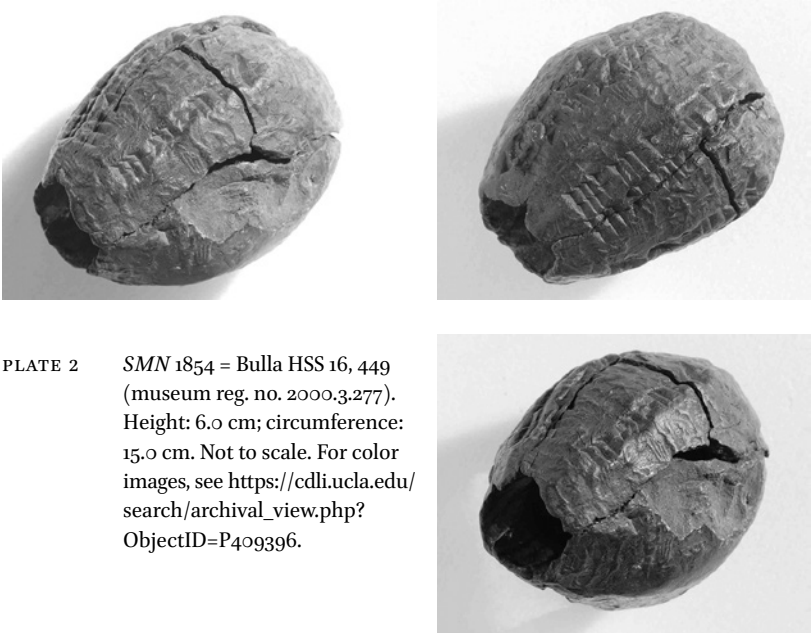 PLATE 2
SMN 1854 = Bulla HSS 16, 449
(museum reg. no. 2000.3.277).
Height: 6.0 cm; circumference:
15.0 cm. Not to scale. For color
images, see https://cdli.ucla.edu/
search/archival_view.php?
ObjectID=P409396.